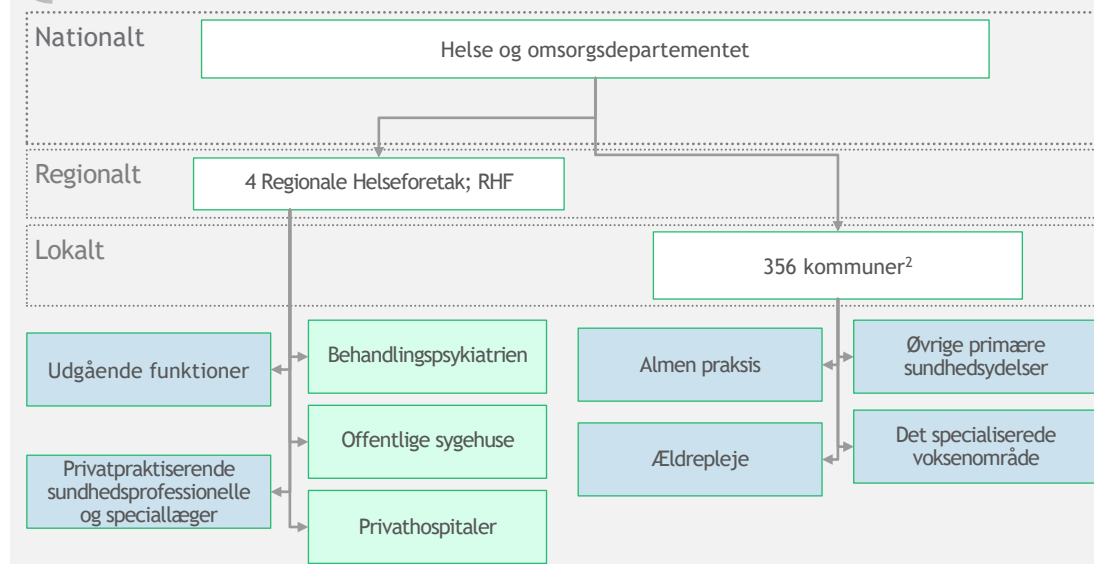 Nationalt
Helse og omsorgsdepartementet
Regionalt
4 Regionale Helseforetak; RHF
Lokalt
356 kommuner²
Udgående funktioner
Behandlingspsykiatrien
Almen praksis
Øvrige primære
sundhedsydelser
Offentlige sygehuse
Ældrepleje
Det specialiserede
voksenområde
Privatpraktiserende
sundhedsprofessionelle
og speciallæger
Privathospitaler